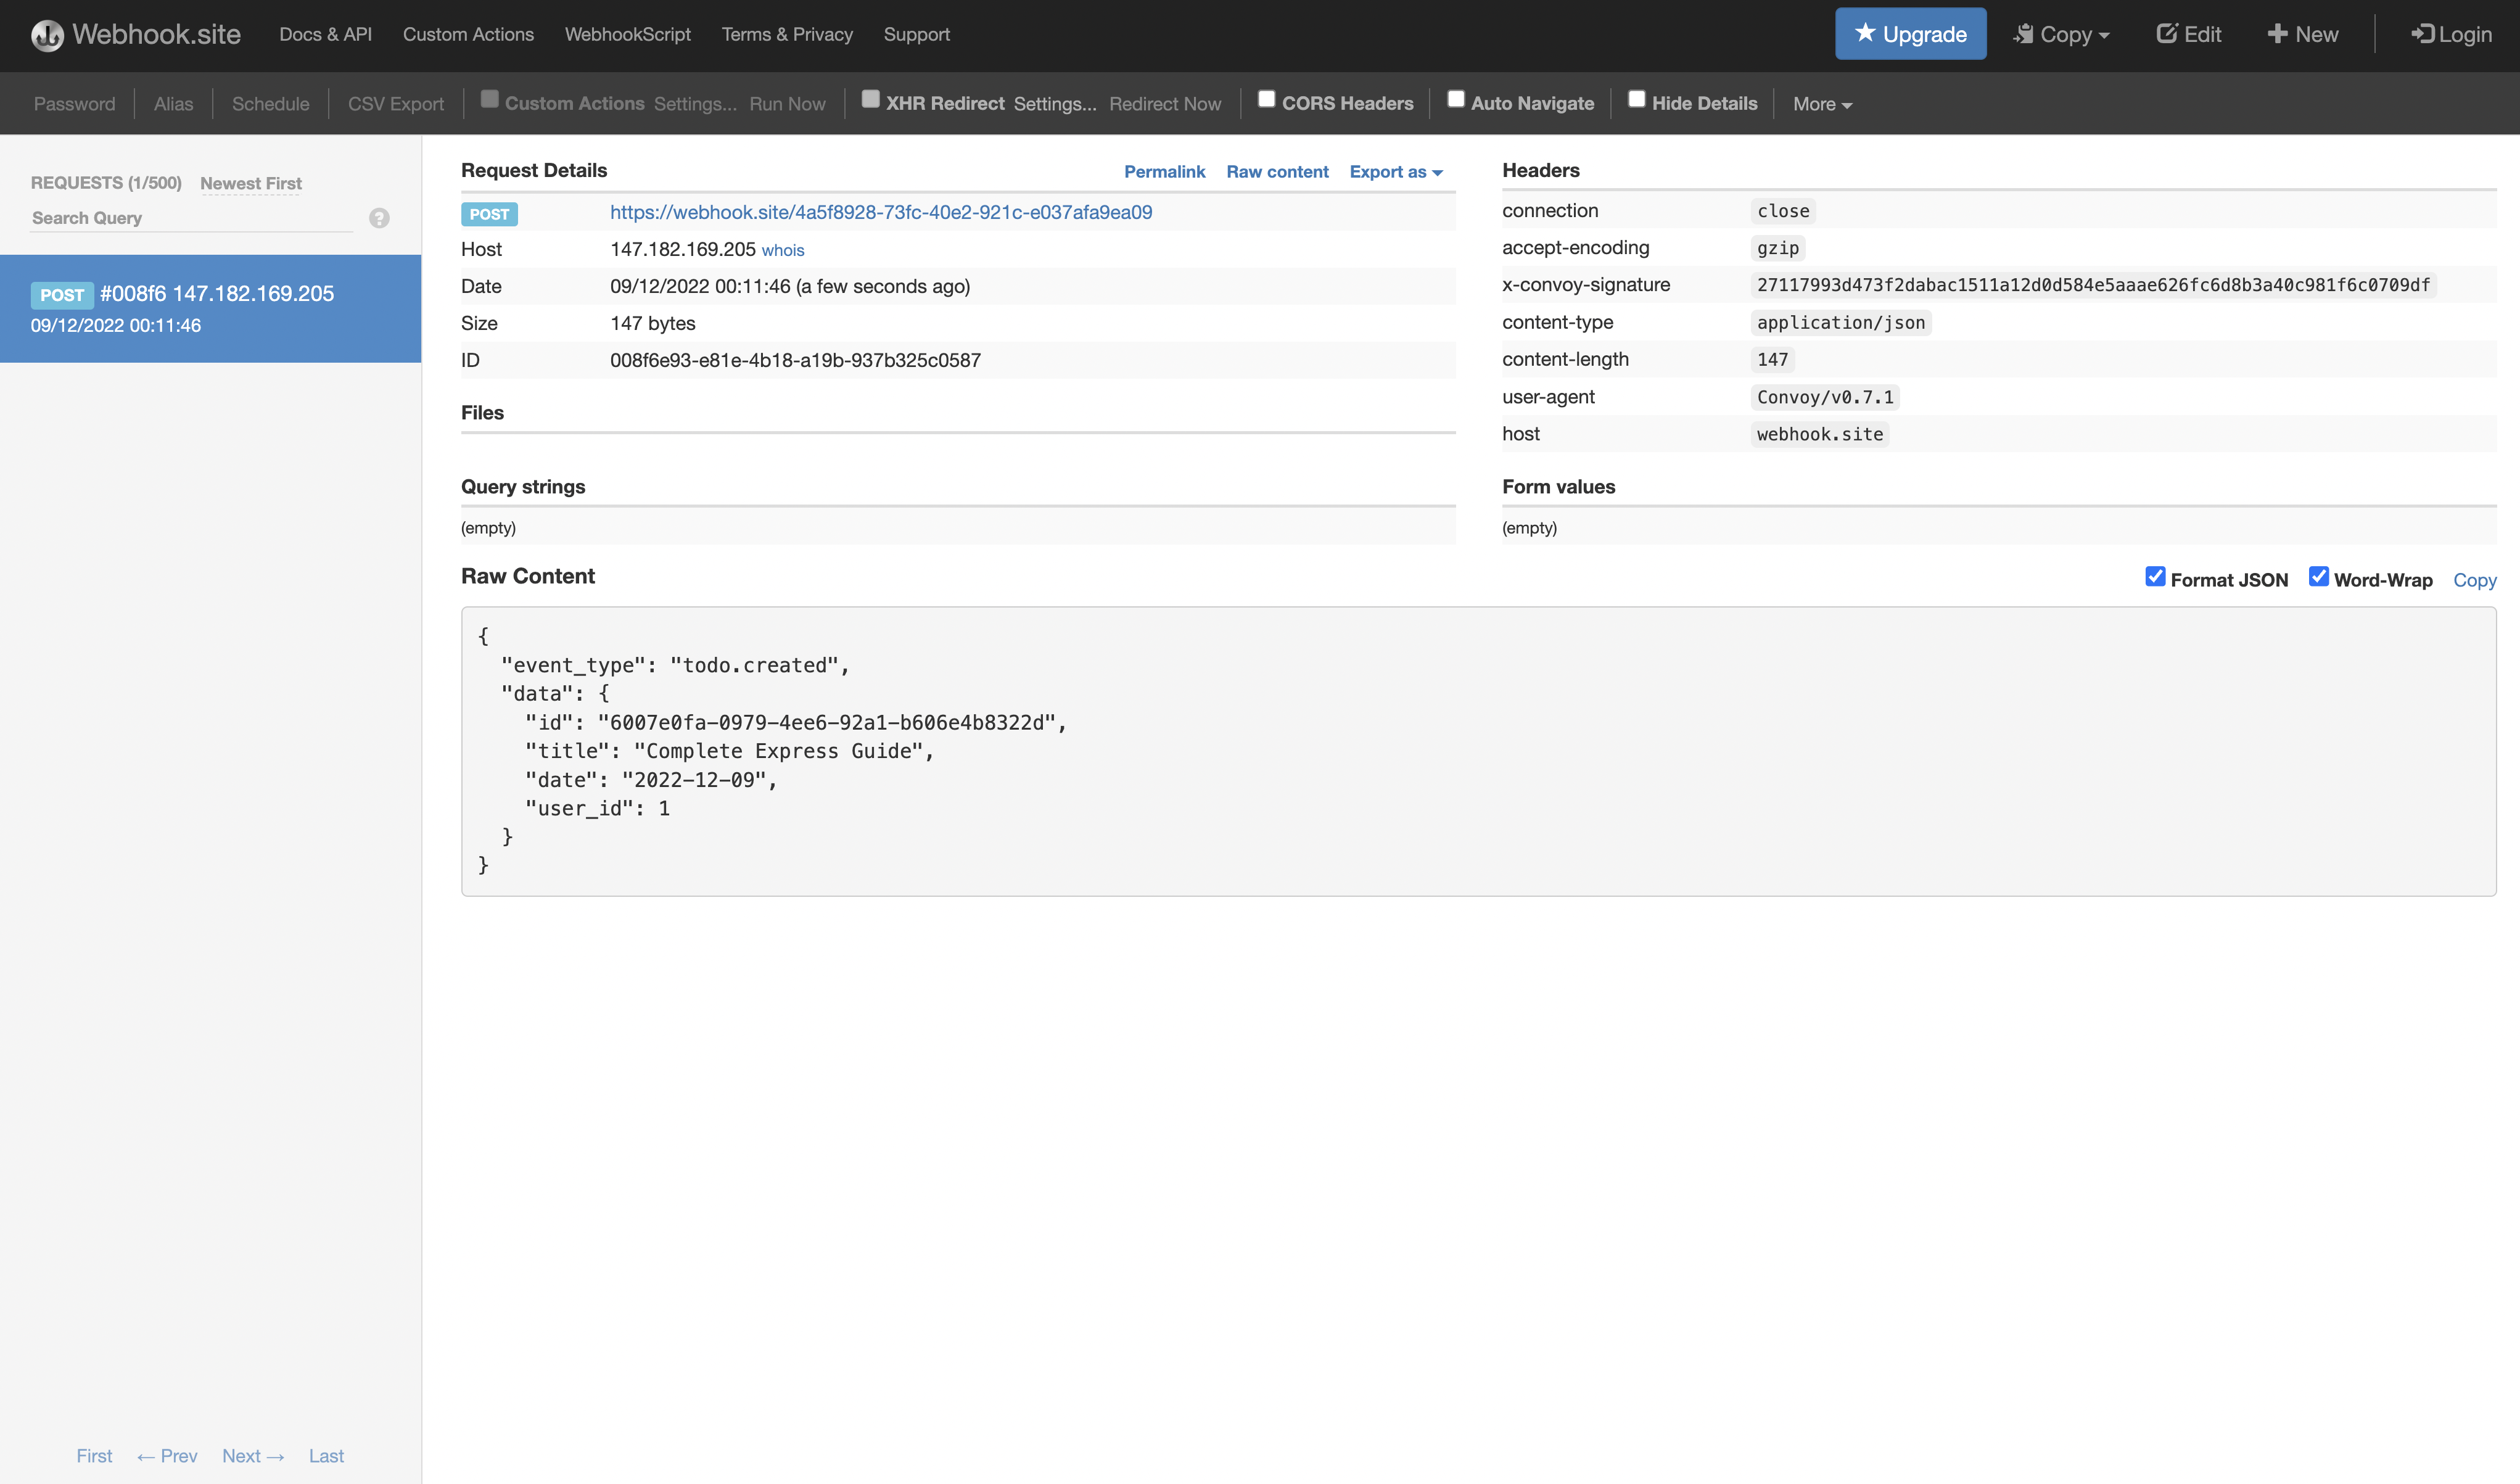 Webhook.site Docs & API Custom Actions WebhookScript Terms & Privacy Support Upgrade Copy Edit New Login
Password Alias Schedule CSV Export Custom Actions Settings... Run Now XHR Redirect Settings... Redirect Now CORS Headers Auto Navigate Hide Details More
REQUESTS (1/500) Newest First
Search Query ?
POST #008f6 147.182.169.205
09/12/2022 00:11:46
Request Details Permalink Raw content Export as
POST https://webhook.site/4a5f8928-73fc-40e2-921c-e037afa9ea09
Host 147.182.169.205 whois
Date 09/12/2022 00:11:46 (a few seconds ago)
Size 147 bytes
ID 008f6e93-e81e-4b18-a19b-937b325c0587
Files
Headers
connection close
accept-encoding gzip
x-convoy-signature 27117993d473f2dabac1511a12d0d584e5aaae626fc6d8b3a40c981f6c0709df
content-type application/json
content-length 147
user-agent Convoy/v0.7.1
host webhook.site
Query strings
(empty)
Form values
(empty)
Raw Content Format JSON Word-Wrap Copy
{
"event_type": "todo.created",
"data": {
"id": "6007e0fa-0979-4ee6-92a1-b606e4b8322d",
"title": "Complete Express Guide",
"date": "2022-12-09",
"user_id": 1
}
}
First ← Prev Next → Last